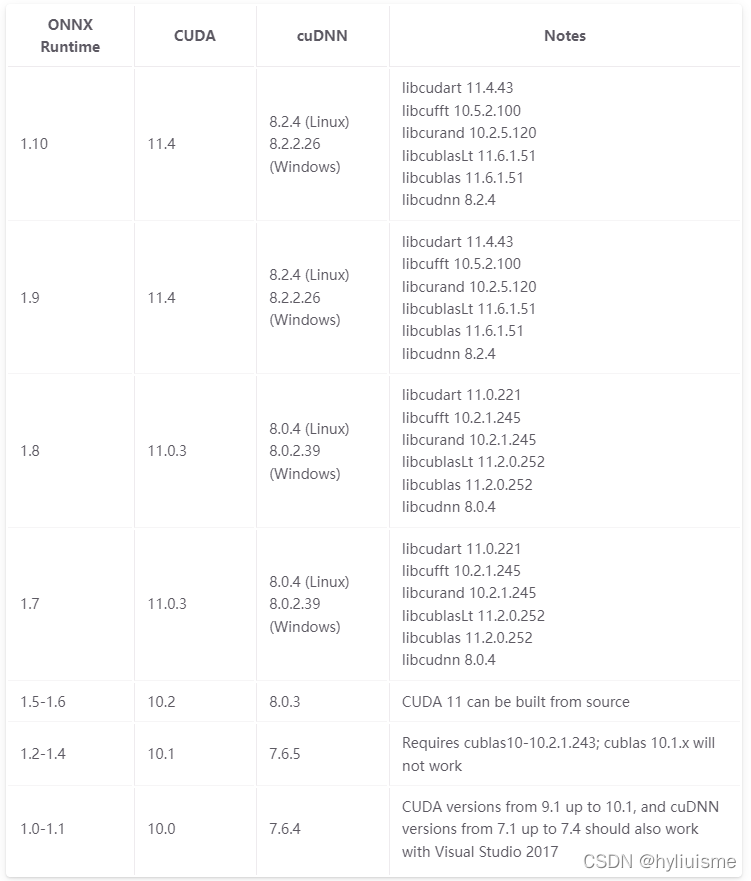 ONNX
Runtime
CUDA
cuDNN
Notes
1.10
11.4
8.2.4 (Linux)
8.2.2.26
(Windows)
libcudart 11.4.43
libcufft 10.5.2.100
libcurand 10.2.5.120
libcublasLt 11.6.1.51
libcublas 11.6.1.51
libcudnn 8.2.4
1.9
11.4
8.2.4 (Linux)
8.2.2.26
(Windows)
libcudart 11.4.43
libcufft 10.5.2.100
libcurand 10.2.5.120
libcublasLt 11.6.1.51
libcublas 11.6.1.51
libcudnn 8.2.4
1.8
11.0.3
8.0.4 (Linux)
8.0.2.39
(Windows)
libcudart 11.0.221
libcufft 10.2.1.245
libcurand 10.2.1.245
libcublasLt 11.2.0.252
libcublas 11.2.0.252
libcudnn 8.0.4
1.7
11.0.3
8.0.4 (Linux)
8.0.2.39
(Windows)
libcudart 11.0.221
libcufft 10.2.1.245
libcurand 10.2.1.245
libcublasLt 11.2.0.252
libcublas 11.2.0.252
libcudnn 8.0.4
1.5-1.6
10.2
8.0.3
CUDA 11 can be built from source
1.2-1.4
10.1
7.6.5
Requires cublas10-10.2.1.243; cublas 10.1.x will
not work
1.0-1.1
10.0
7.6.4
CUDA versions from 9.1 up to 10.1, and cuDNN
versions from 7.1 up to 7.4 should also work
with Visual Studio 2017
CSDN @hyliuisme